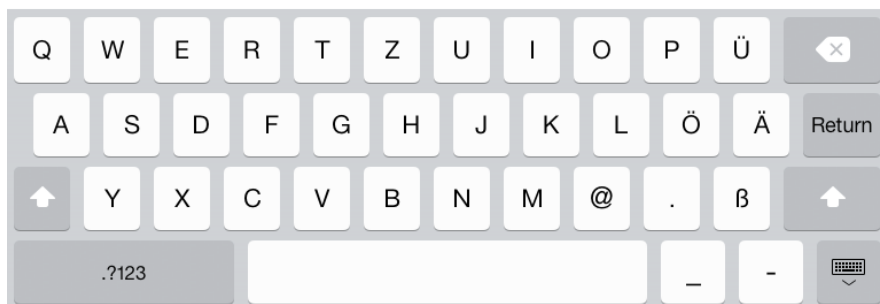 Q W E R T Z U I O P Ü
A S D F G H J K L Ö Ä Return
Y X C V B N M @ . ß
.?123 _ -